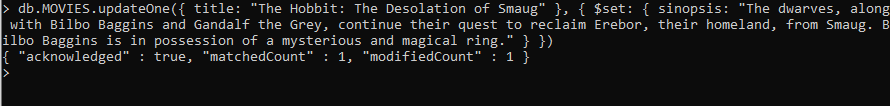 > db.MOVIES.updateOne({ title: "The Hobbit: The Desolation of Smaug" }, { $set: { sinopsis: "The dwarves, along
 with Bilbo Baggins and Gandalf the Grey, continue their quest to reclaim Erebor, their homeland, from Smaug. B
ilbo Baggins is in possession of a mysterious and magical ring." } })
{ "acknowledged" : true, "matchedCount" : 1, "modifiedCount" : 1 }
>